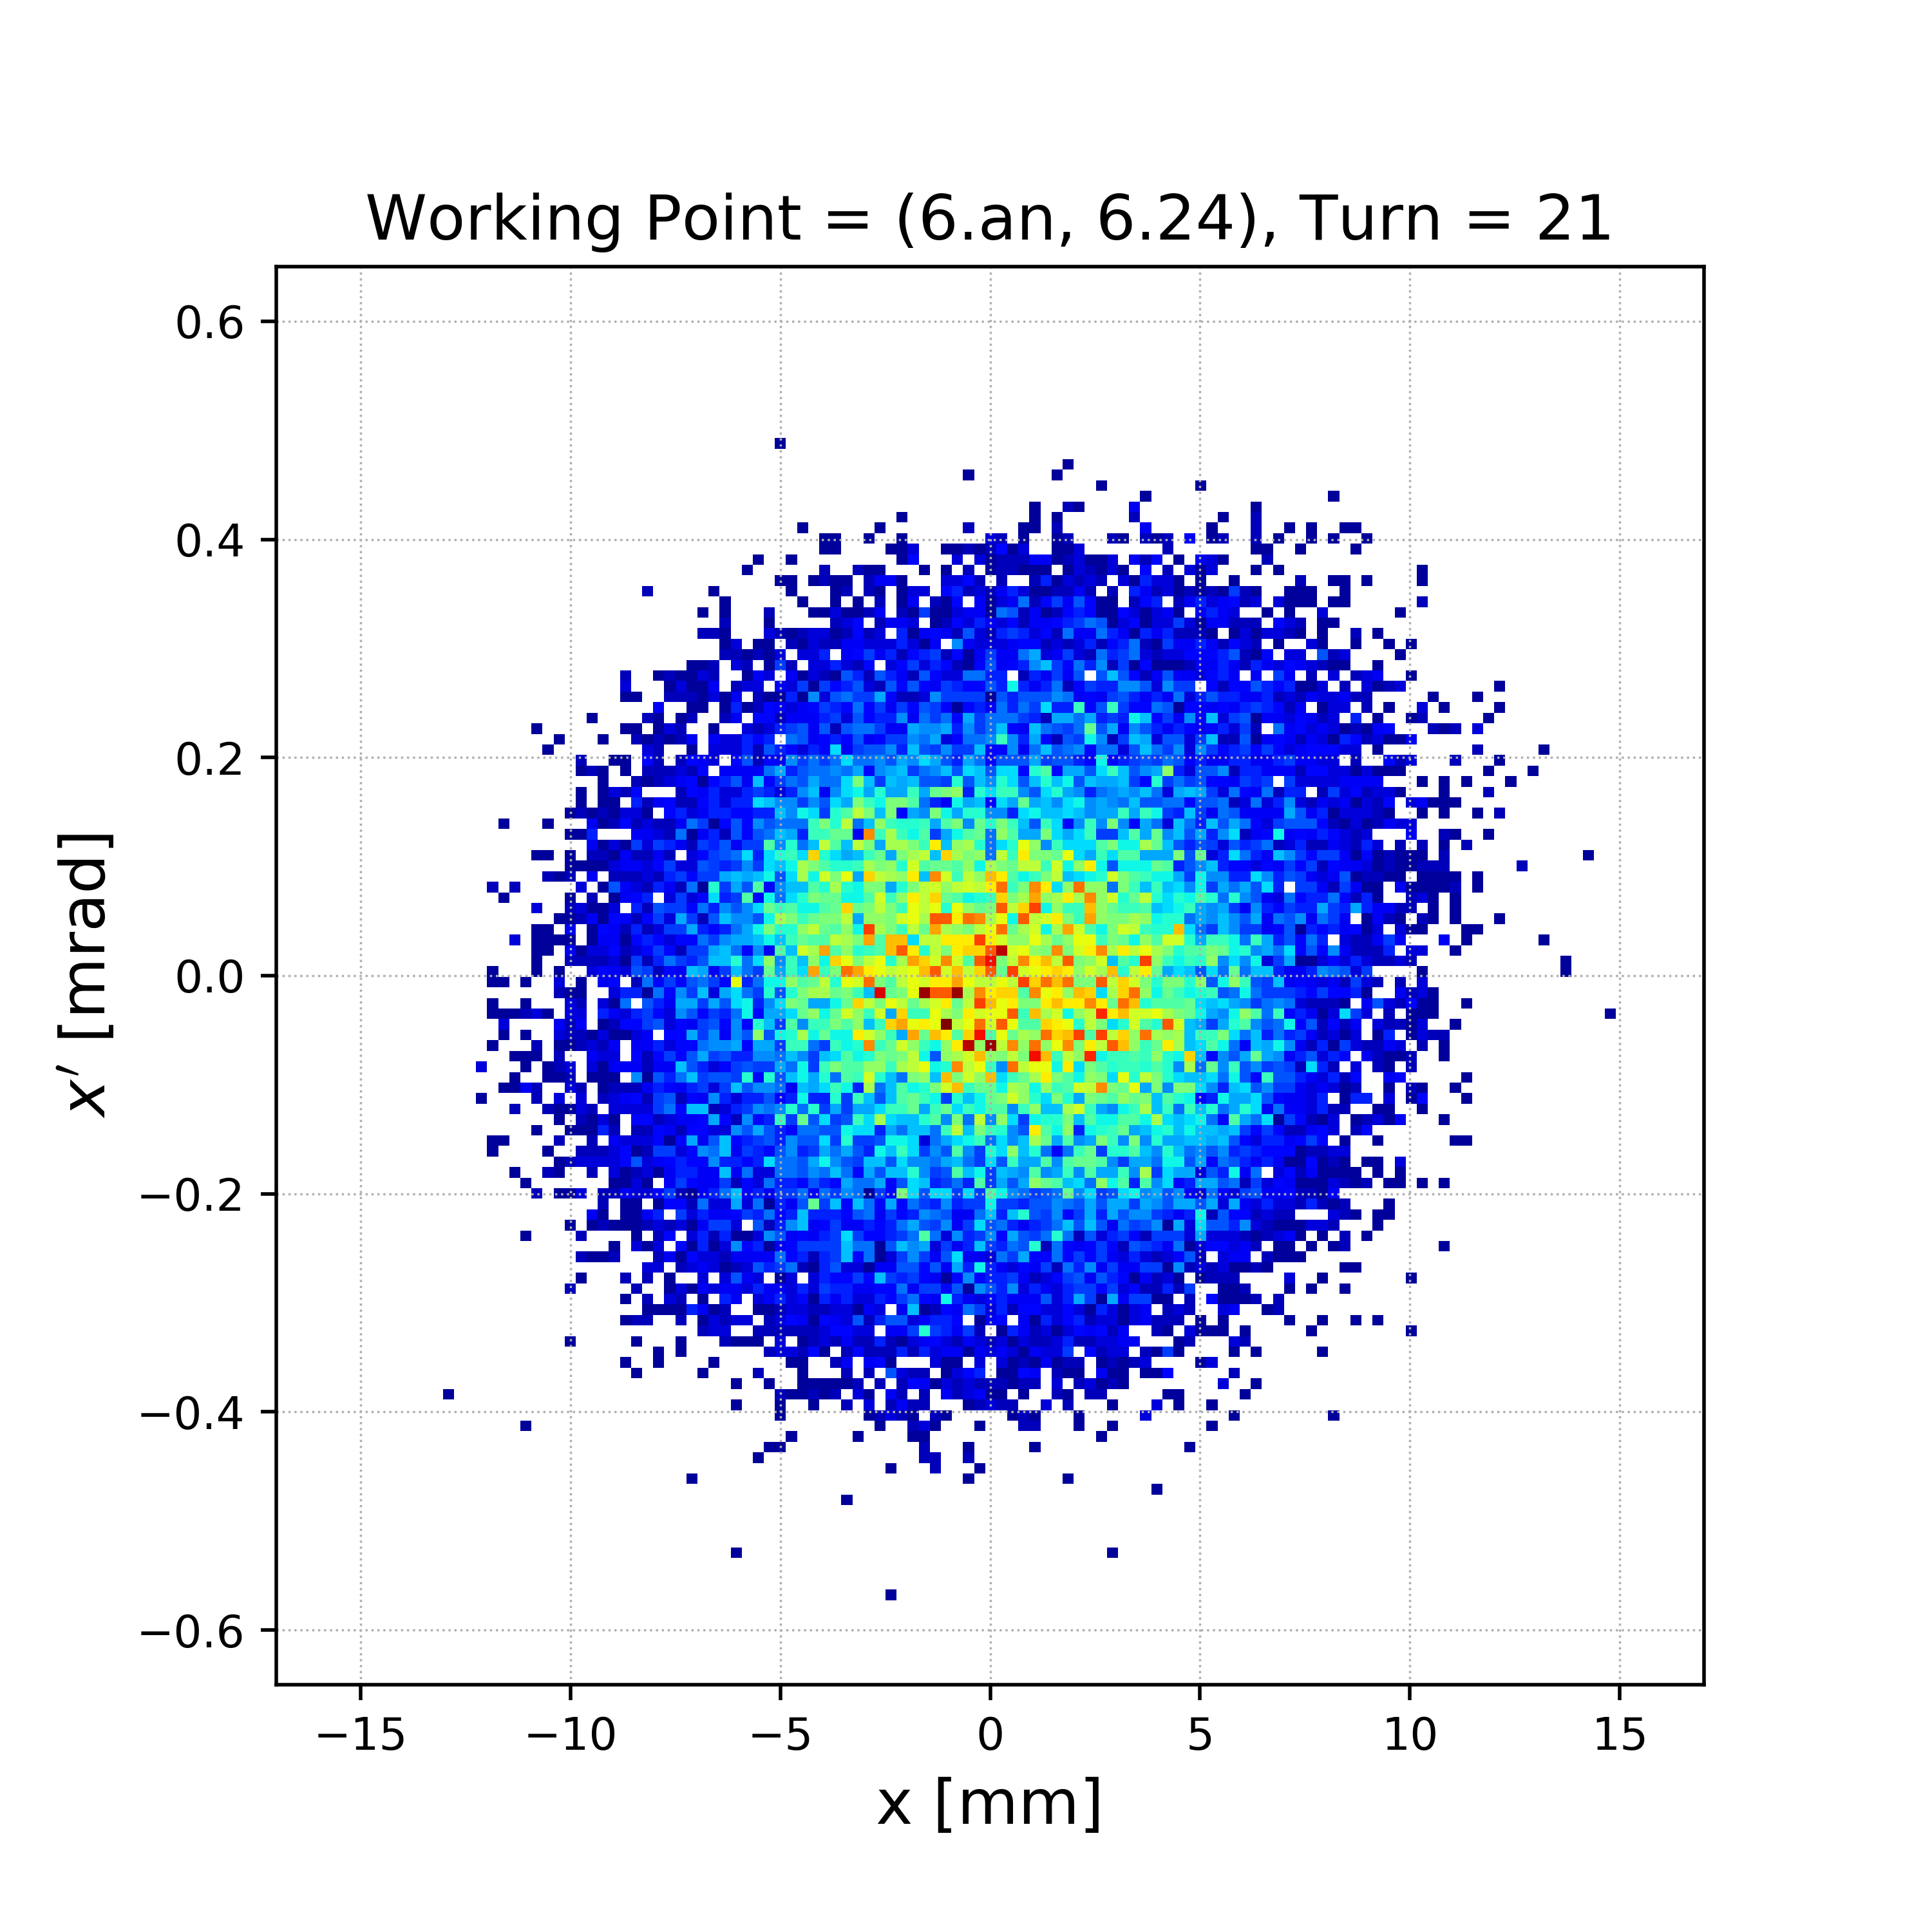 Working Point = (6.an, 6.24), Turn = 21
0.6
0.4
0.2
0.0
−0.2
−0.4
−0.6
x′ [mrad]
−15 −10 −5 0 5 10 15
x [mm]